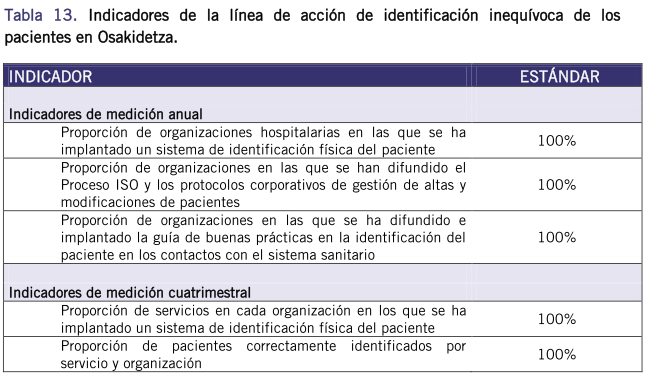 Tabla 13. Indicadores de la línea de acción de identificación inequívoca de los
pacientes en Osakidetza.
INDICADOR ESTÁNDAR
Indicadores de medición anual
Proporción de organizaciones hospitalarias en las que se ha
implantado un sistema de identificación física del paciente
100%
Proporción de organizaciones en las que se han difundido el
Proceso ISO y los protocolos corporativos de gestión de altas y
modificaciones de pacientes
100%
Proporción de organizaciones en las que se ha difundido e
implantado la guía de buenas prácticas en la identificación del
paciente en los contactos con el sistema sanitario
100%
Indicadores de medición cuatrimestral
Proporción de servicios en cada organización en los que se ha
implantado un sistema de identificación física del paciente
100%
Proporción de pacientes correctamente identificados por
servicio y organización
100%